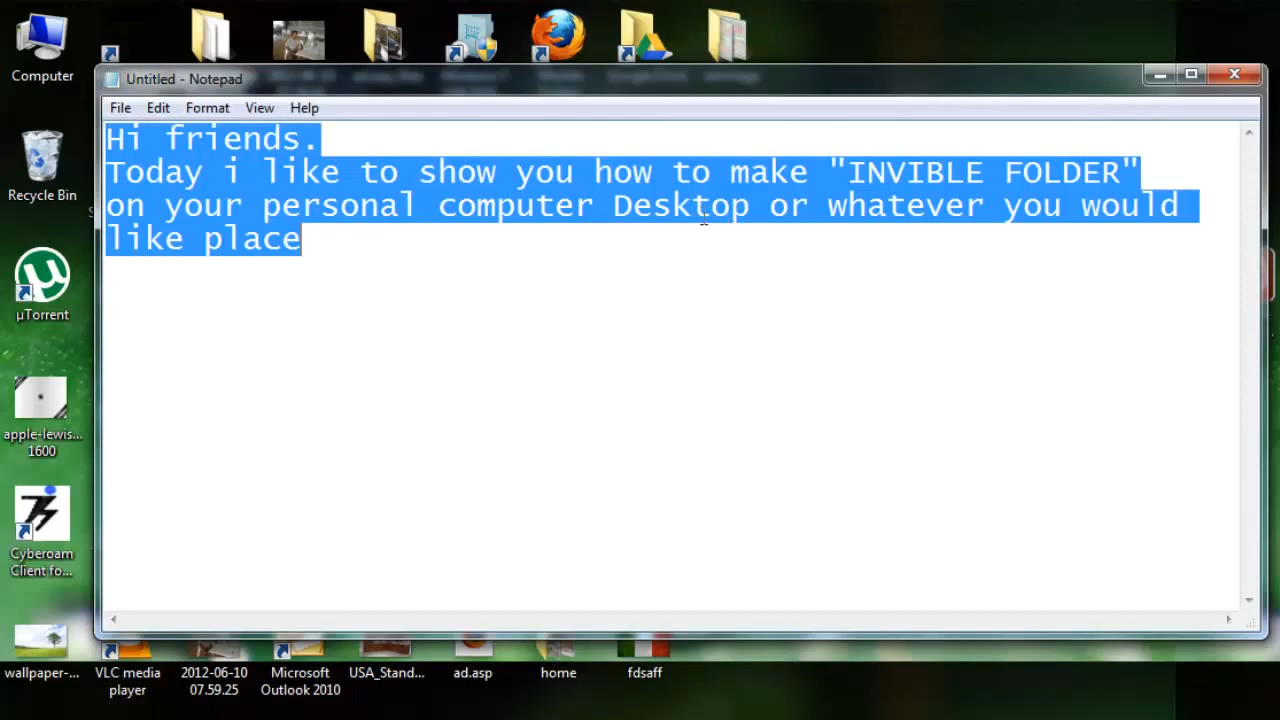 Computer
Untitled - Notepad
File Edit Format View Help
Hi friends.
Today i like to show you how to make "INVIBLE FOLDER"
on your personal computer Desktop or whatever you would
like place
Recycle Bin
µTorrent
apple-lewis...
1600
Cyberoam
Client fo...
wallpaper-...
VLC media
player
2012-06-10
07.59.25
Microsoft
Outlook 2010
USA_Stand...
ad.asp
home
fdsaff